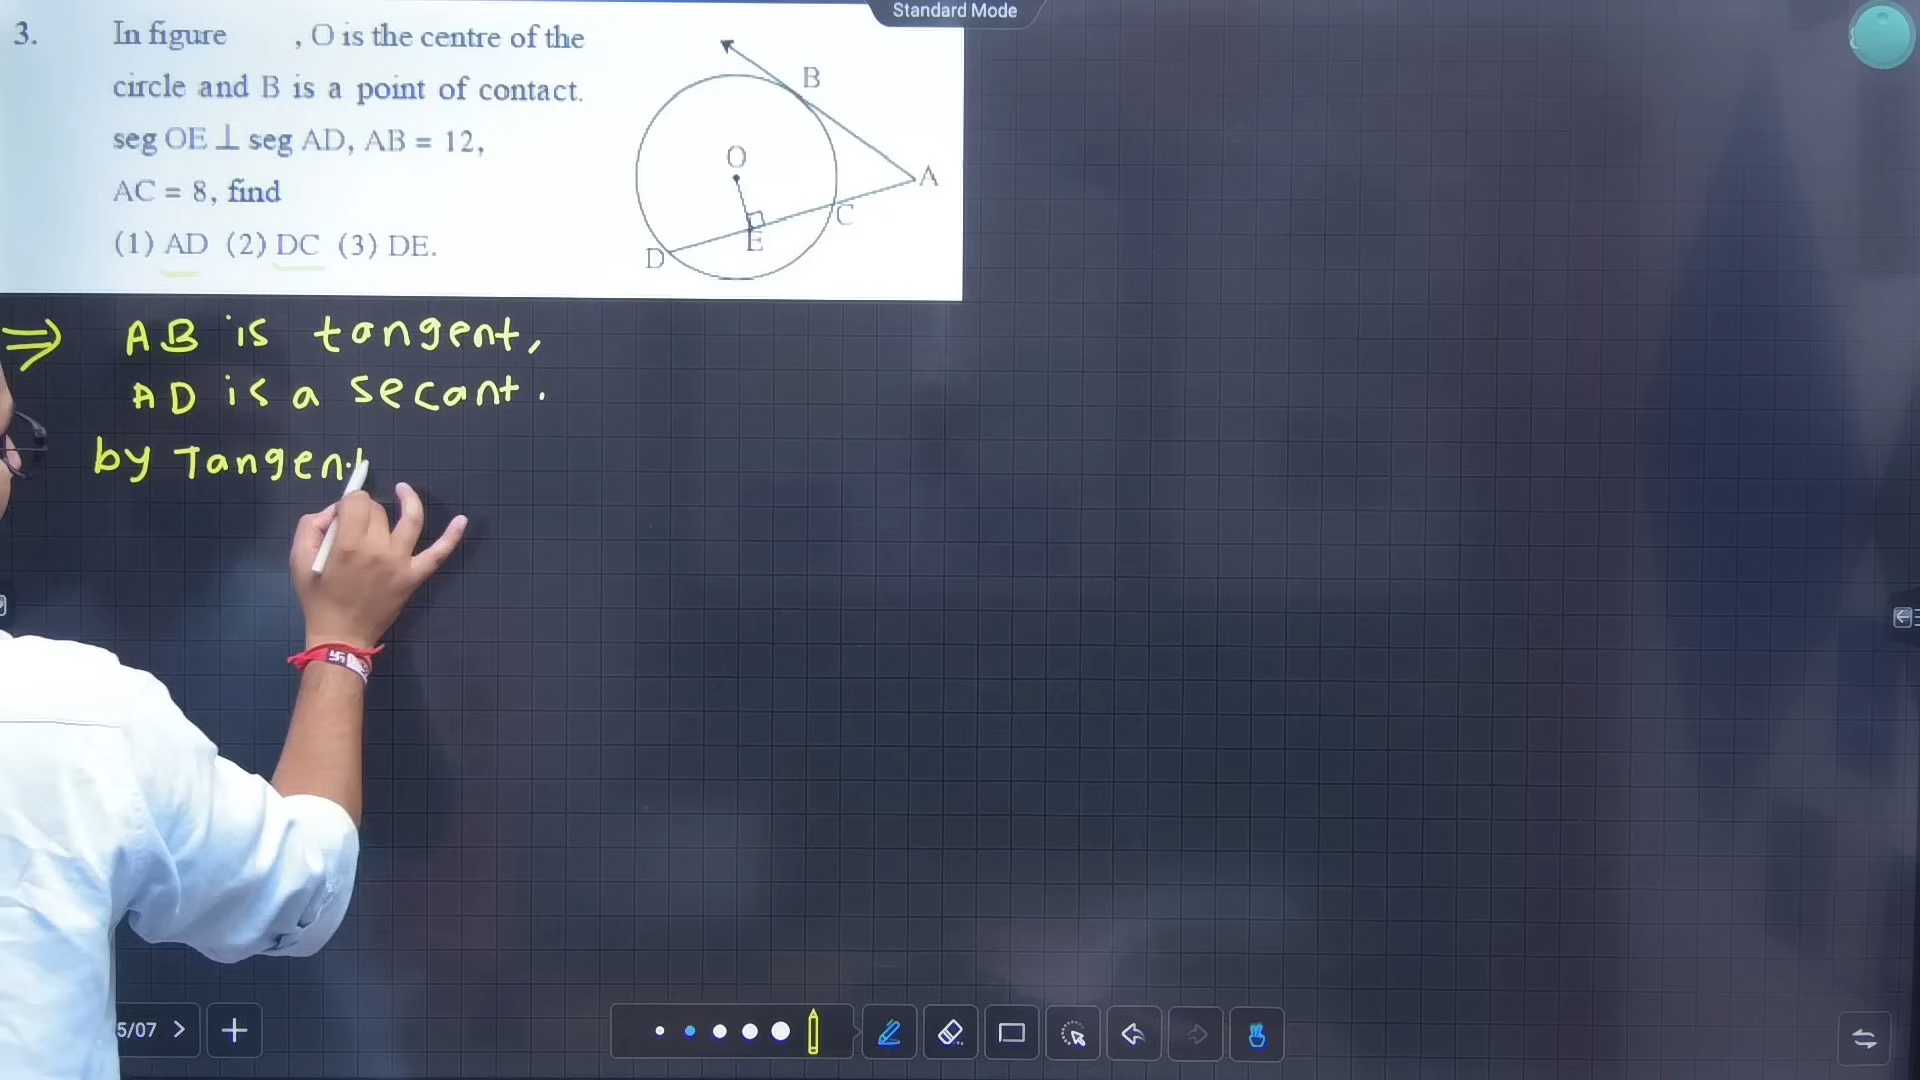 Standard Mode
3. In figure , O is the centre of the
circle and B is a point of contact.
seg OE ⊥ seg AD, AB = 12,
AC = 8, find
(1) AD (2) DC (3) DE.
B
O
A
C
E
D
⇒ AB is tangent,
AD is a secant.
by Tangent
5/07